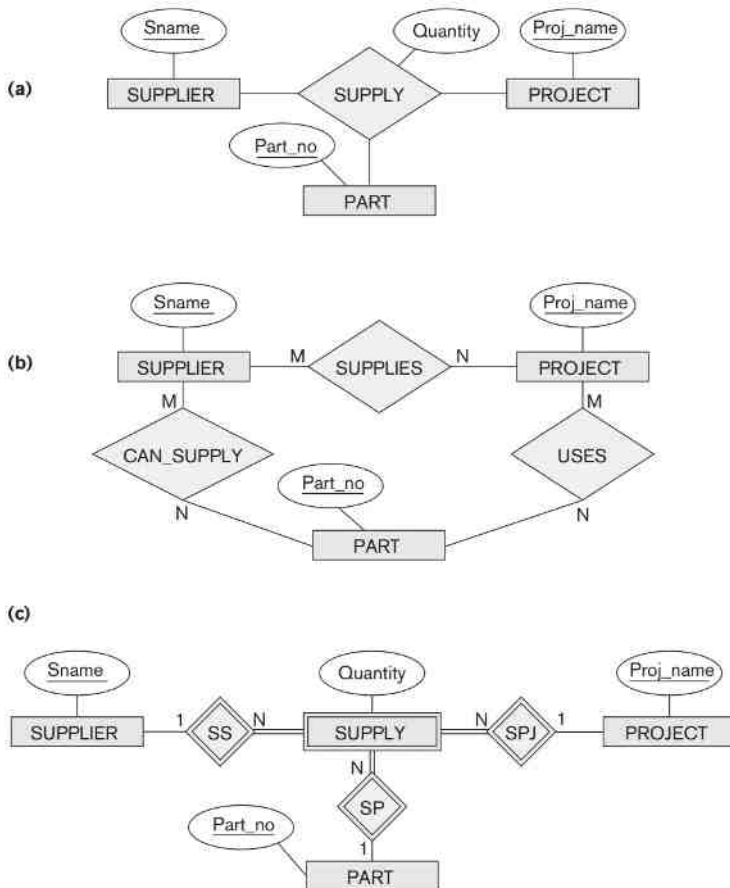 Sname
Quantity
Proj_name
(a)
SUPPLIER
SUPPLY
PROJECT
Part_no
PART
Sname
Proj_name
(b)
SUPPLIER
M
SUPPLIES
N
PROJECT
M
M
CAN_SUPPLY
USES
Part_no
N
N
PART
(c)
Sname
Quantity
Proj_name
1
N
N
1
SUPPLIER
SS
SUPPLY
SPJ
PROJECT
N
SP
Part_no
1
PART